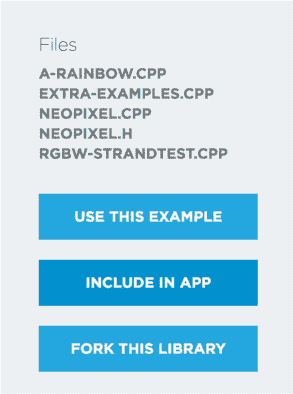 Files
A-RAINBOW.CPP
EXTRA-EXAMPLES.CPP
NEOPIXEL.CPP
NEOPIXEL.H
RGBW-STRANDTEST.CPP
USE THIS EXAMPLE
INCLUDE IN APP
FORK THIS LIBRARY